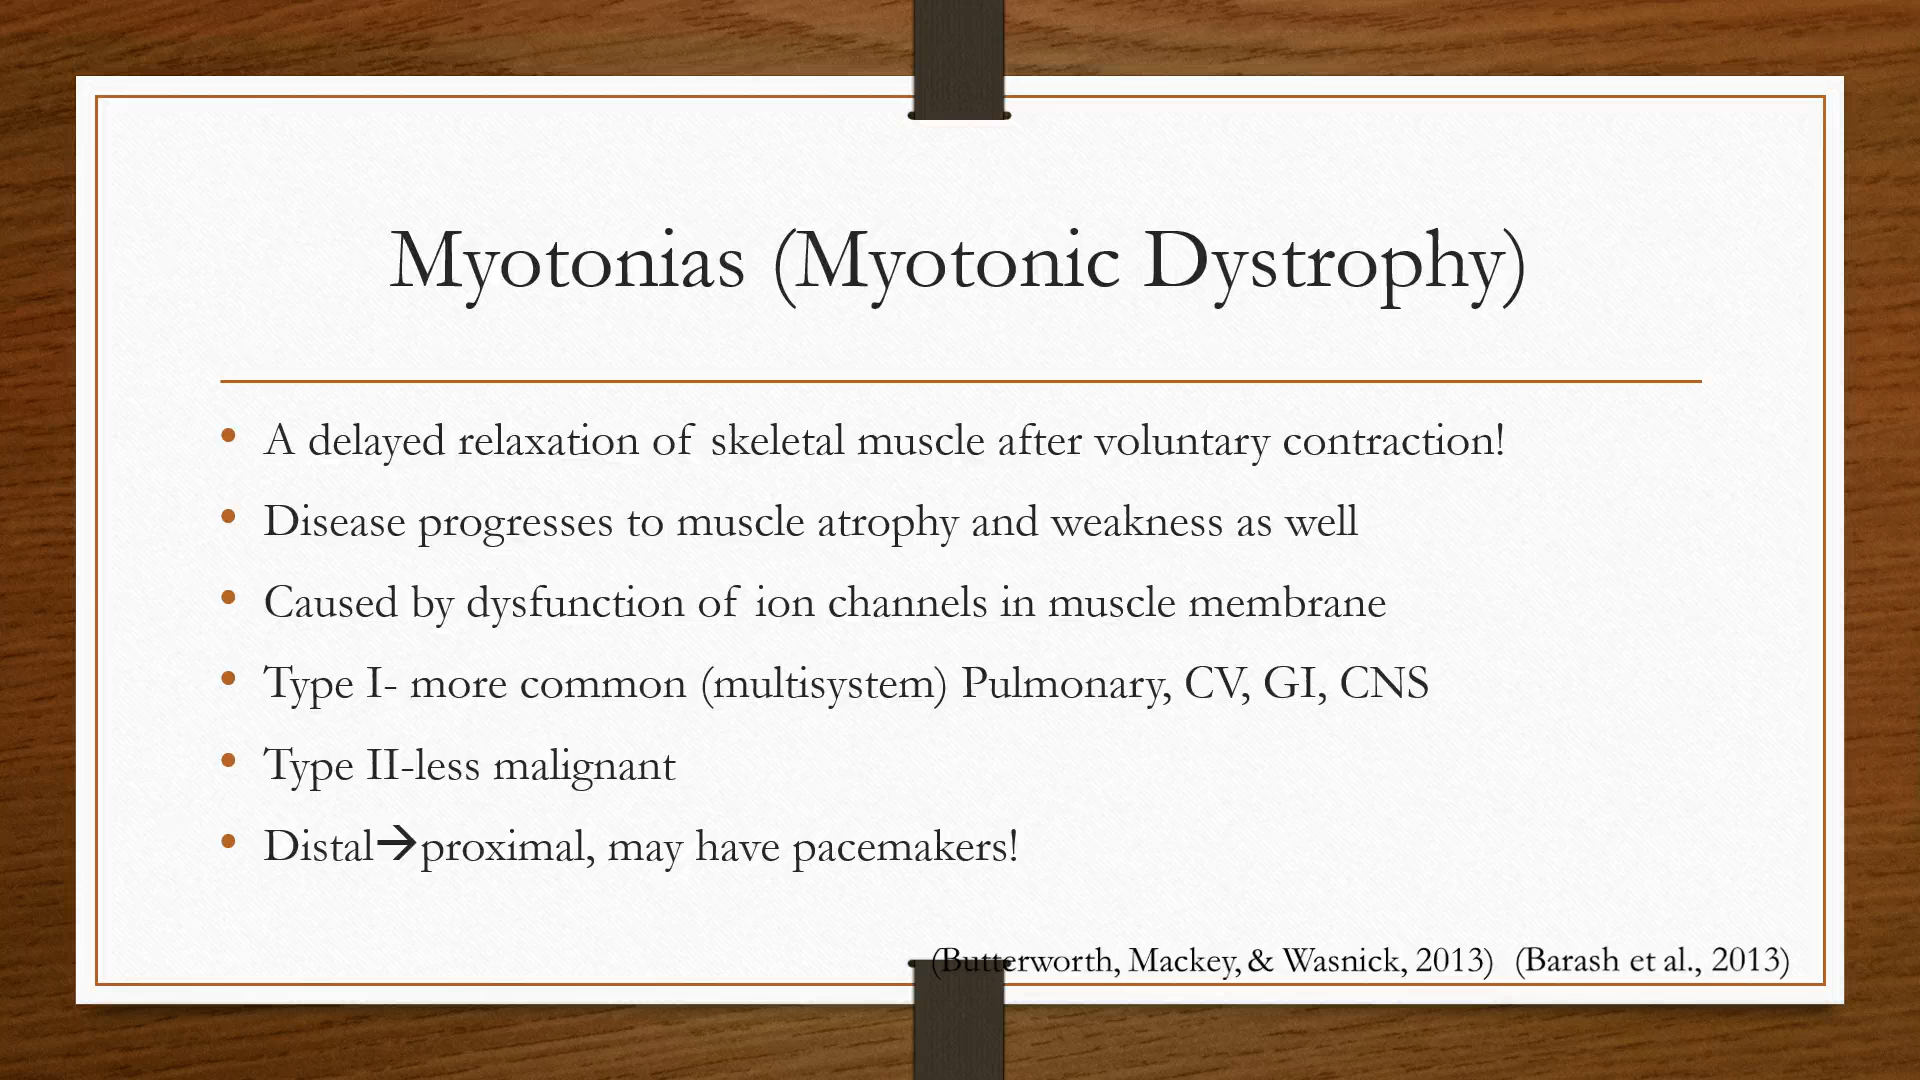 Myotonias (Myotonic Dystrophy)
• A delayed relaxation of skeletal muscle after voluntary contraction!
• Disease progresses to muscle atrophy and weakness as well
• Caused by dysfunction of ion channels in muscle membrane
• Type I- more common (multisystem) Pulmonary, CV, GI, CNS
• Type II-less malignant
• Distal→proximal, may have pacemakers!
(Butterworth, Mackey, & Wasnick, 2013) (Barash et al., 2013)